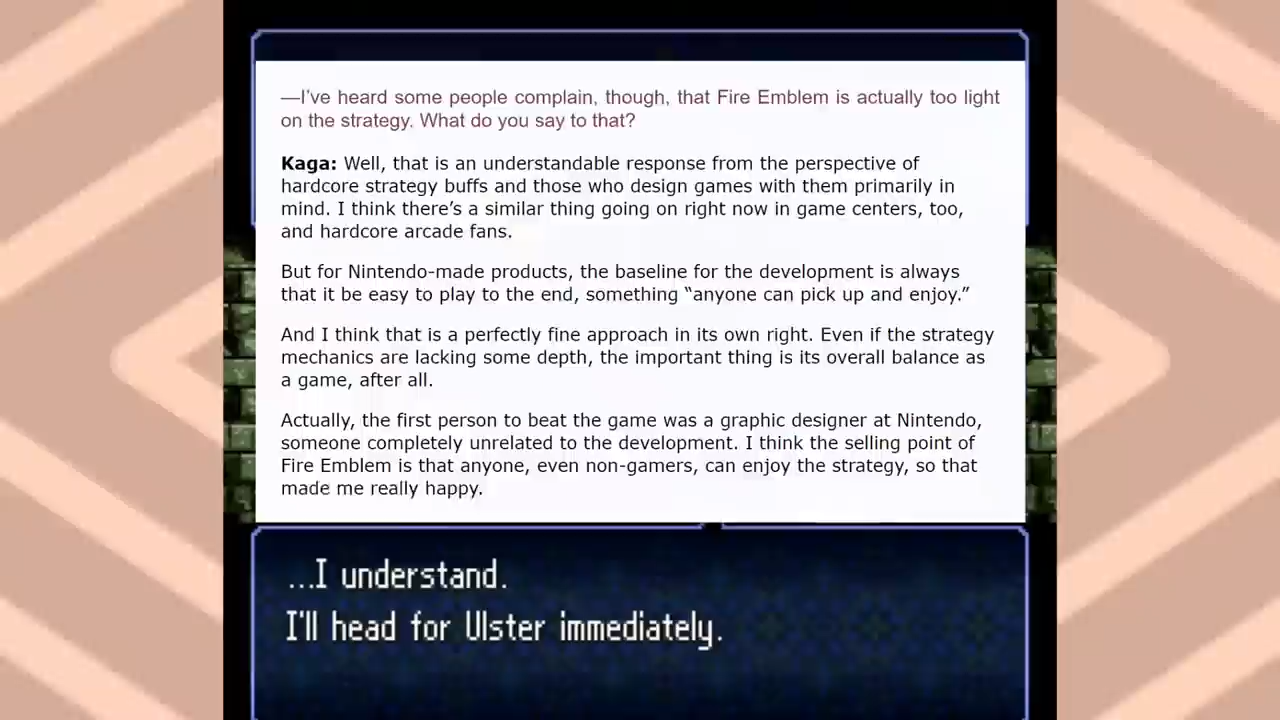 —I’ve heard some people complain, though, that Fire Emblem is actually too light
on the strategy. What do you say to that?
Kaga: Well, that is an understandable response from the perspective of
hardcore strategy buffs and those who design games with them primarily in
mind. I think there’s a similar thing going on right now in game centers, too,
and hardcore arcade fans.
But for Nintendo-made products, the baseline for the development is always
that it be easy to play to the end, something “anyone can pick up and enjoy.”
And I think that is a perfectly fine approach in its own right. Even if the strategy
mechanics are lacking some depth, the important thing is its overall balance as
a game, after all.
Actually, the first person to beat the game was a graphic designer at Nintendo,
someone completely unrelated to the development. I think the selling point of
Fire Emblem is that anyone, even non-gamers, can enjoy the strategy, so that
made me really happy.
...I understand.
I'll head for Ulster immediately.